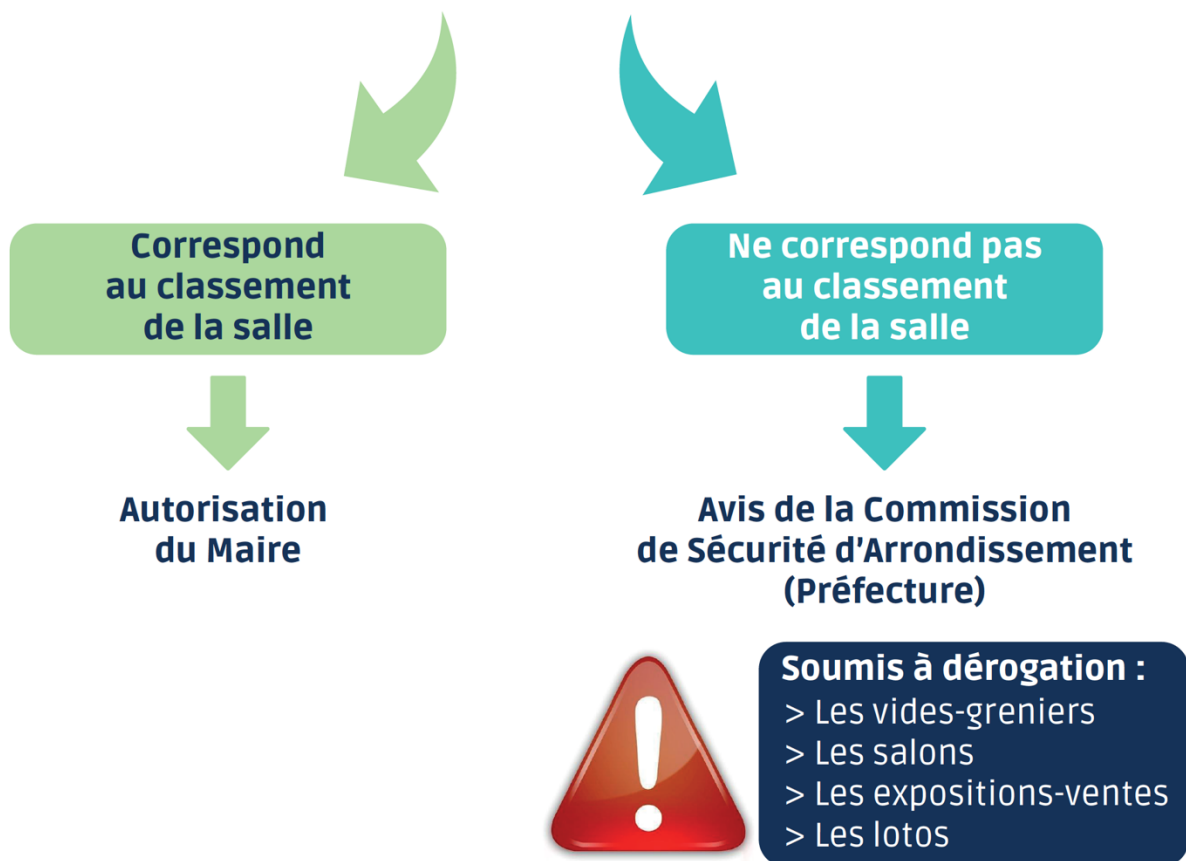 Correspond
au classement
de la salle
Ne correspond pas
au classement
de la salle
Autorisation
du Maire
Avis de la Commission
de Sécurité d'Arrondissement
(Préfecture)
Soumis à dérogation :
> Les vides-greniers
> Les salons
> Les expositions-ventes
> Les lotos